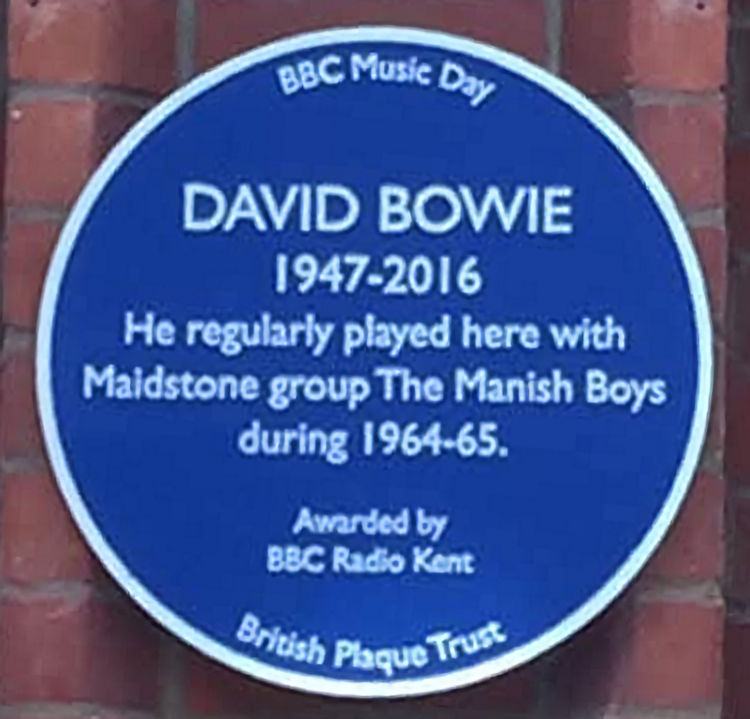 BBC Music Day
DAVID BOWIE
1947-2016
He regularly played here with
Maidstone group The Manish Boys
during 1964-65.
Awarded by
BBC Radio Kent
British Plaque Trust